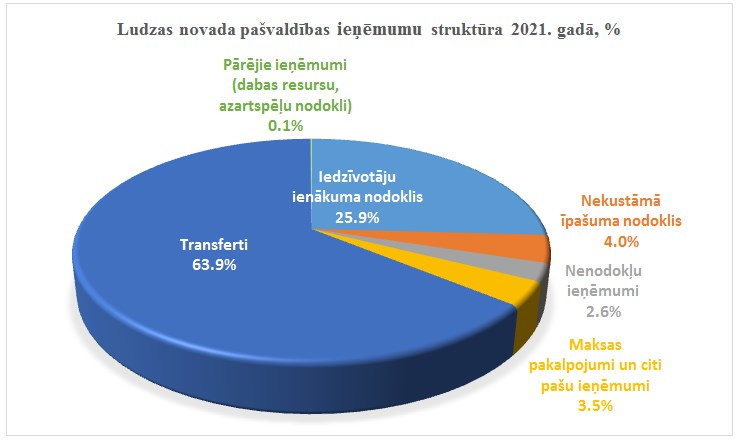 Ludzas novada pašvaldības ieņēmumu struktūra 2021. gadā, %
Pārējie ieņēmumi
(dabas resursu,
azartspēļu nodokli)
0.1%
Iedzīvotāju
ienākuma nodoklis
25.9%
Nekustāmā
īpašuma nodoklis
4.0%
Transferti
63.9%
Nenodokļu
ieņēmumi
2.6%
Maksas
pakalpojumi un citi
pašu ieņēmumi
3.5%